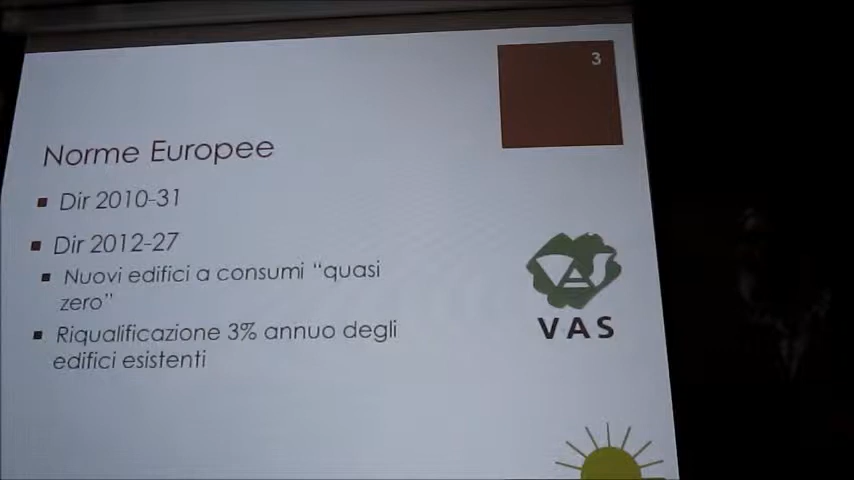 3
Norme Europee
Dir 2010-31
Dir 2012-27
Nuovi edifici a consumi "quasi
zero"
Riqualificazione 3% annuo degli
edifici esistenti
VAS
VAS